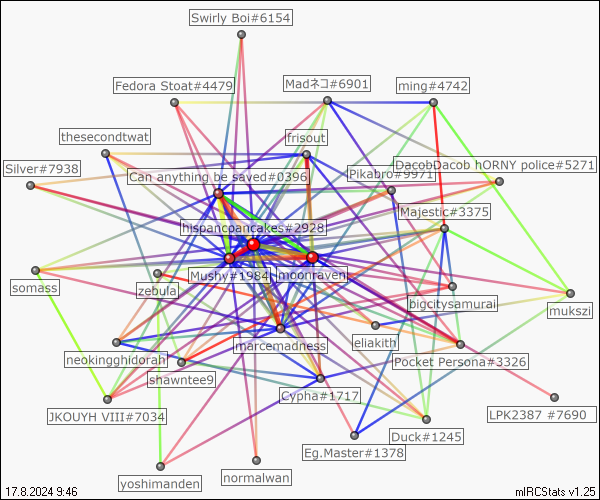 Swirly Boi#6154
Fedora Stoat#4479
Madネコ#6901
ming#4742
thesecondtwat
frisout
Silver#7938
Can anything be saved#0396
Pikabro#9971
DacobDacob hORNY police#5271
Majestic#3375
hispancoancakes#2928
Mushy#1984
moonraven
somass
zebula
bigcitysamurai
mukszi
marcemadness
eliakith
neokingghidorah
Pocket Persona#3326
shawntee9
Cypha#1717
JKOUYH VIII#7034
LPK2387 #7690
Duck#1245
Eg.Master#1378
yoshimanden
normalwan
17.8.2024 9:46
mIRCStats v1.25